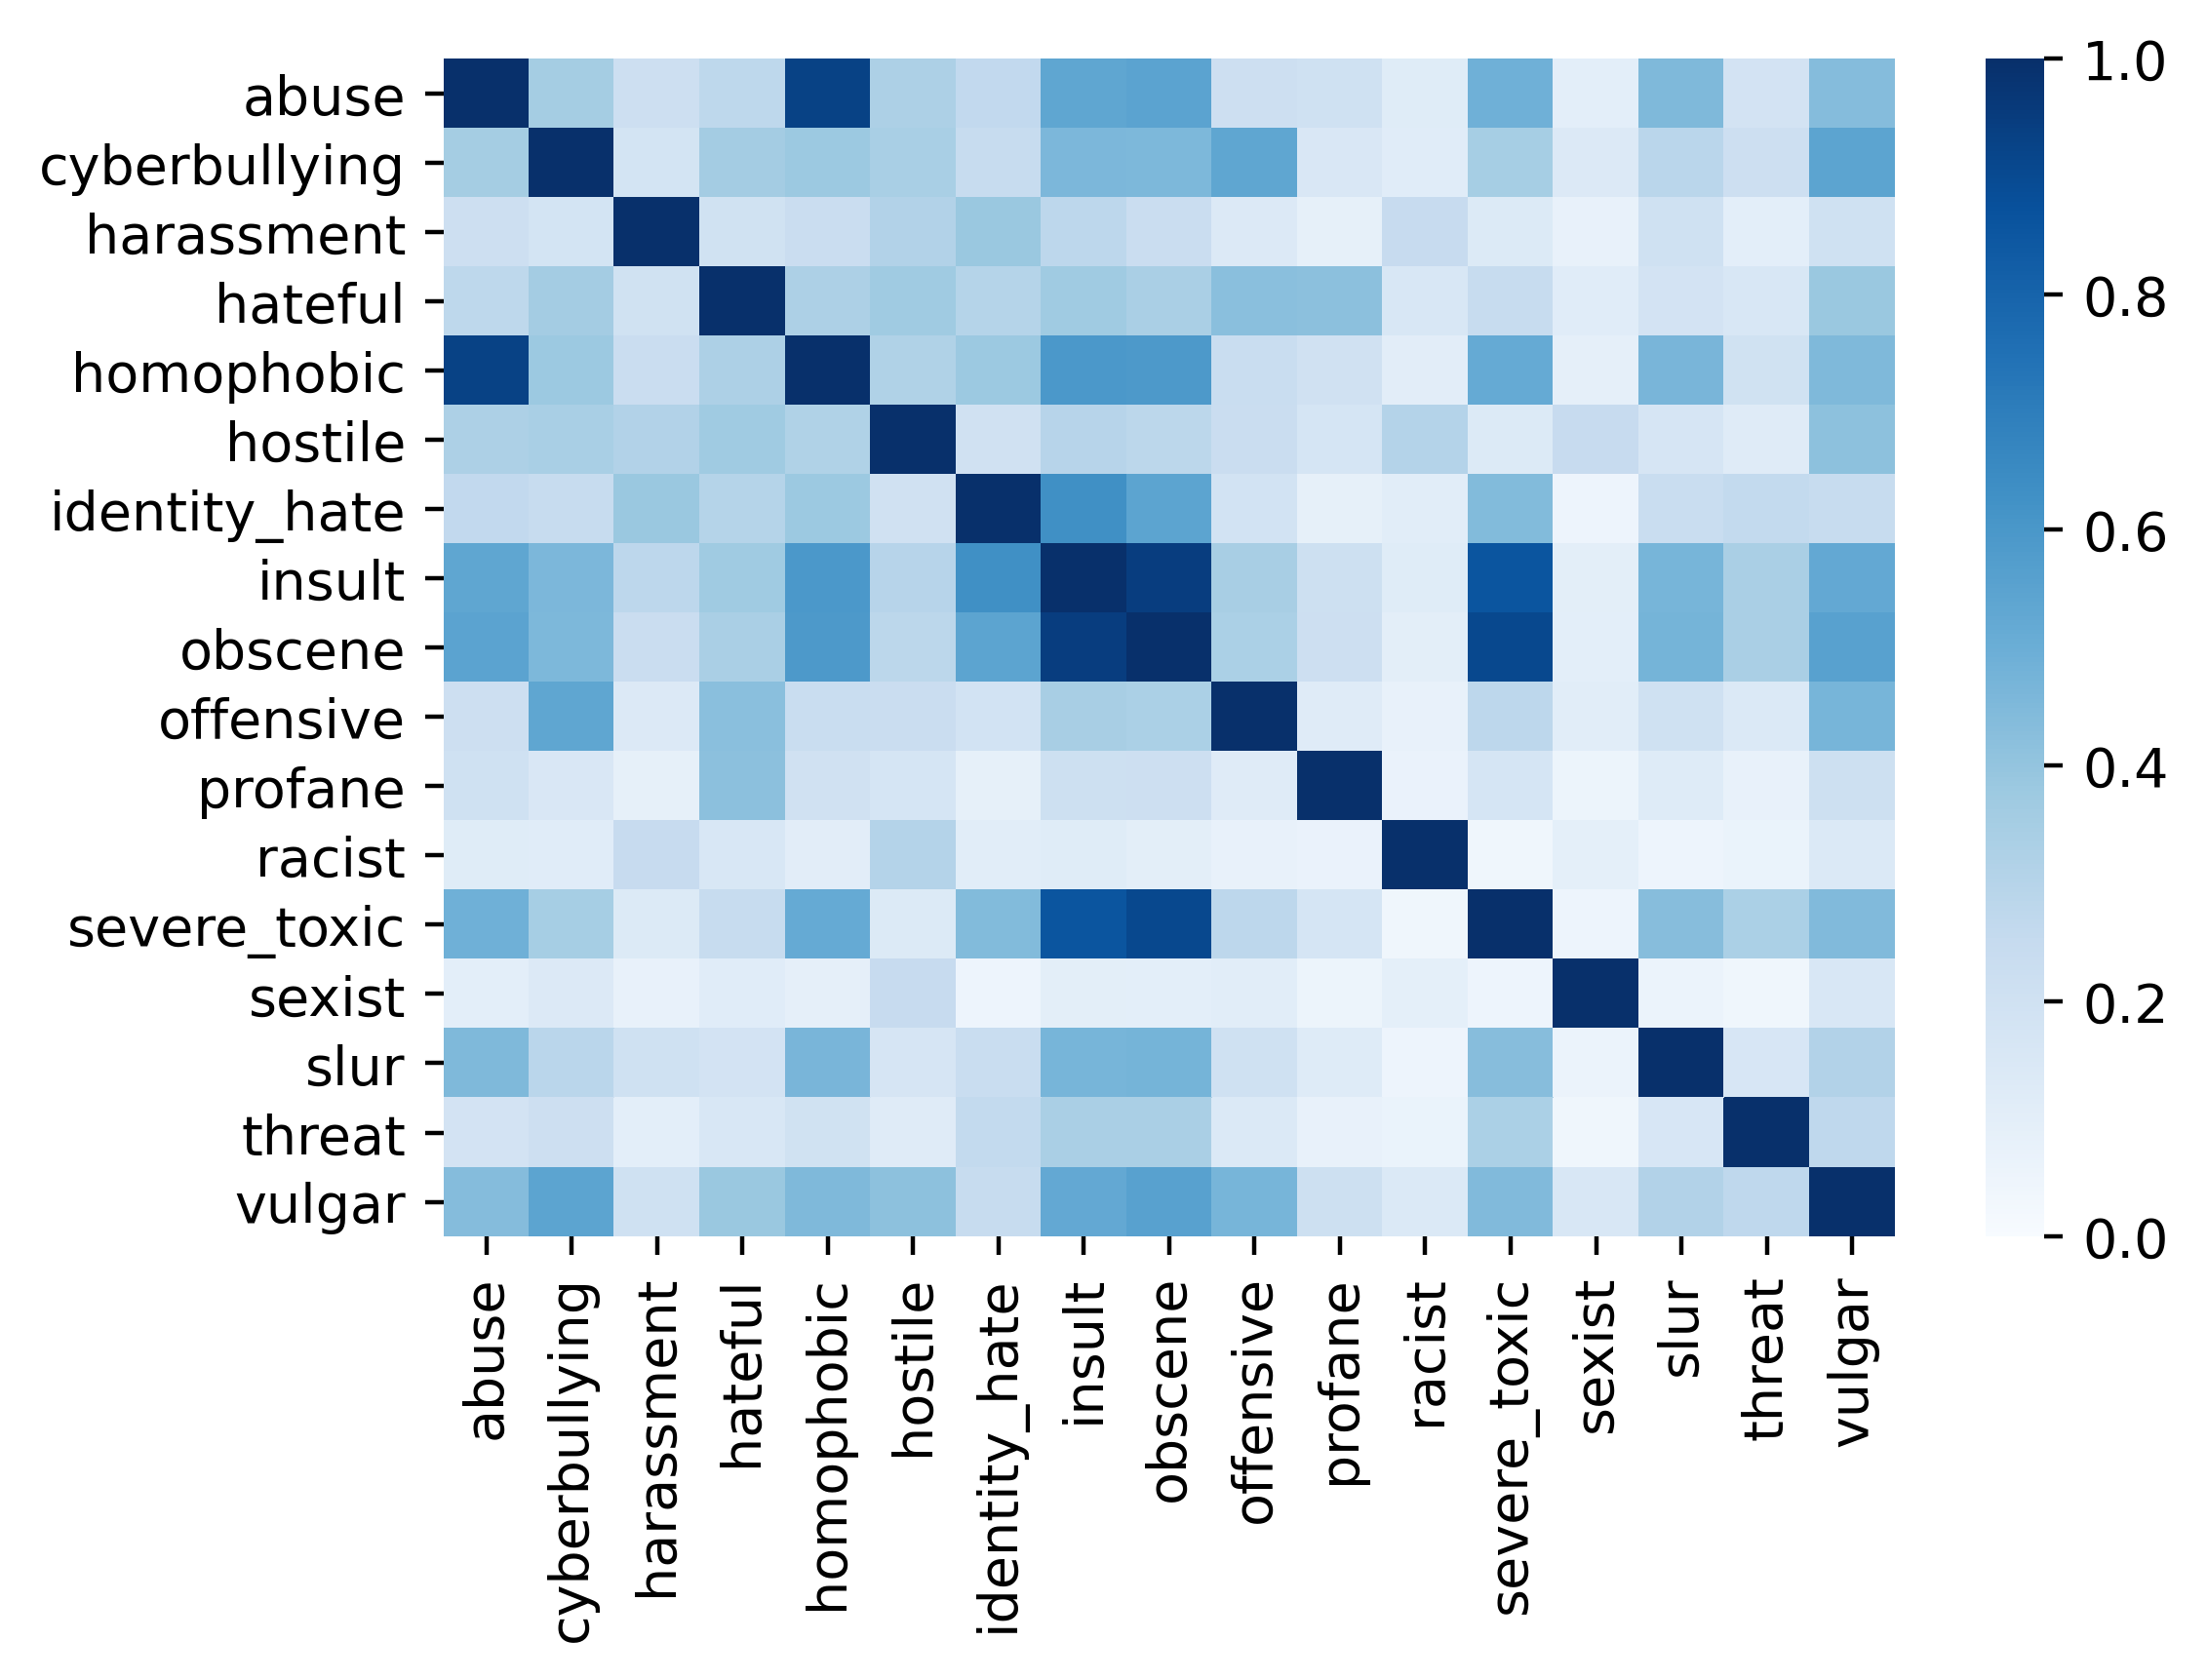 abuse
cyberbullying
harassment
hateful
homophobic
hostile
identity_hate
insult
obscene
offensive
profane
racist
severe_toxic
sexist
slur
threat
vulgar
abuse
cyberbullying
harassment
hateful
homophobic
hostile
identity_hate
insult
obscene
offensive
profane
racist
severe_toxic
sexist
slur
threat
vulgar
1.0
0.8
0.6
0.4
0.2
0.0